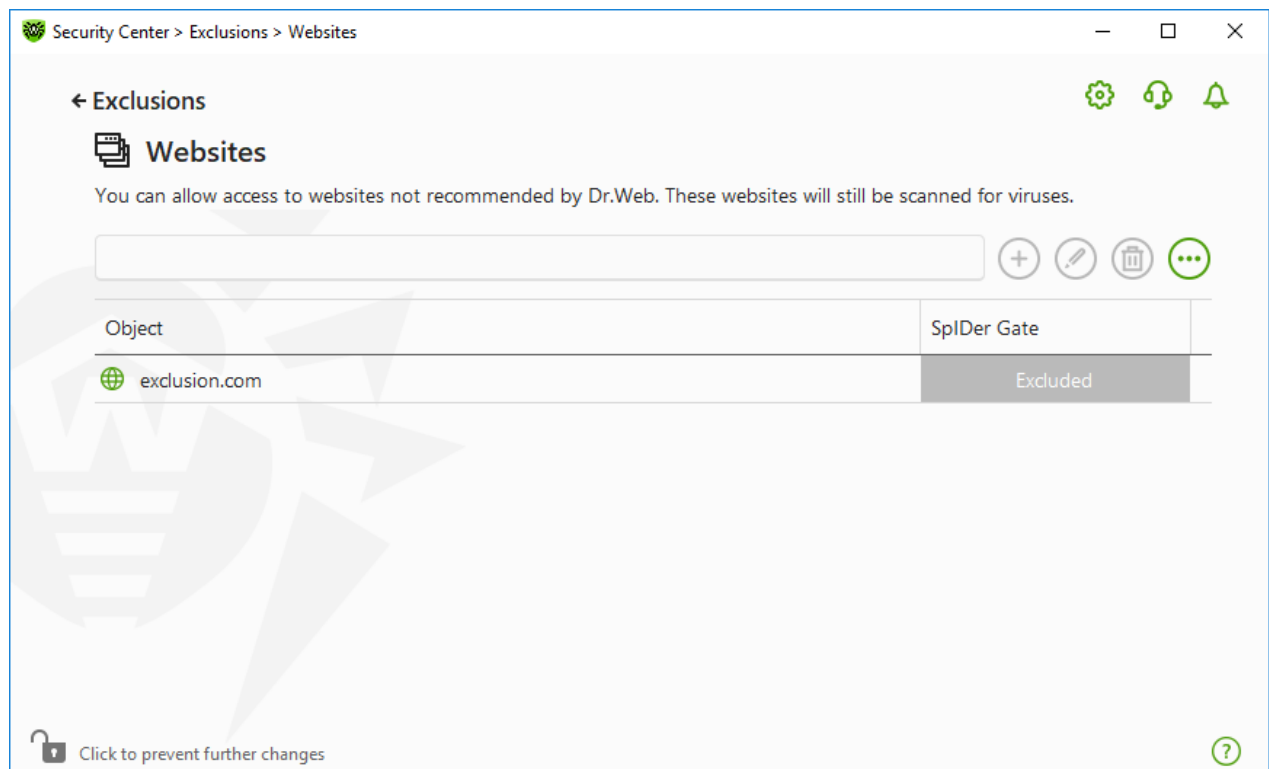 Security Center > Exclusions > Websites
Exclusions
Websites
You can allow access to websites not recommended by Dr.Web. These websites will still be scanned for viruses.
Object SpIDer Gate
exclusion.com Excluded
Click to prevent further changes
?